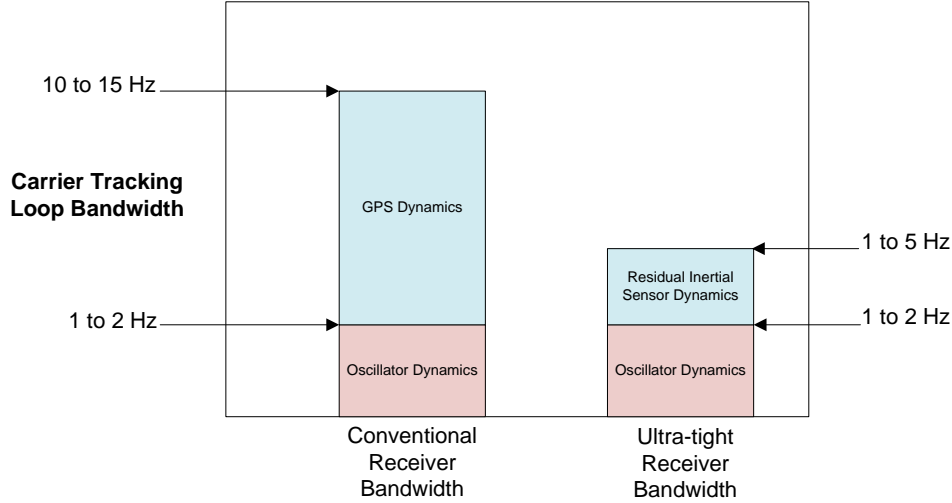 10 to 15 Hz
Carrier Tracking
Loop Bandwidth
GPS Dynamics
1 to 5 Hz
Residual Inertial
Sensor Dynamics
1 to 2 Hz
1 to 2 Hz
Oscillator Dynamics
Oscillator Dynamics
Conventional
Receiver
Bandwidth
Ultra-tight
Receiver
Bandwidth